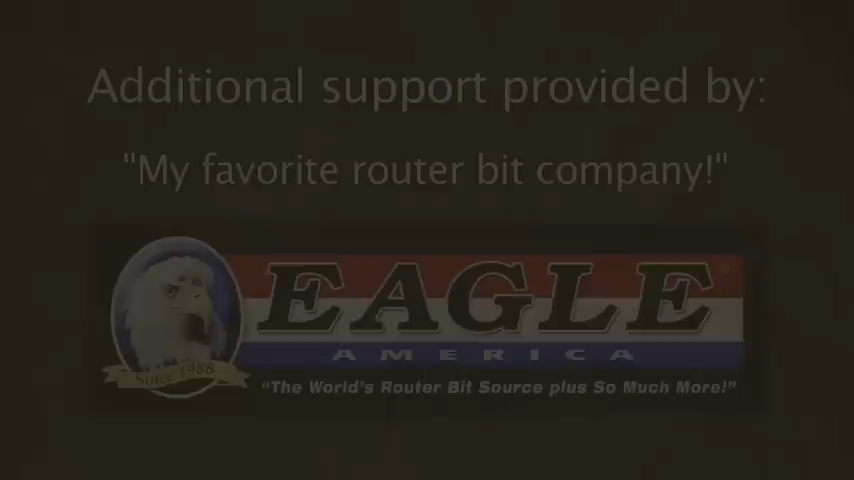 Additional support provided by:
"My favorite router bit company!"
EAGLE
AMERICA
Since 1988
"The World's Router Bit Source plus So Much More!"